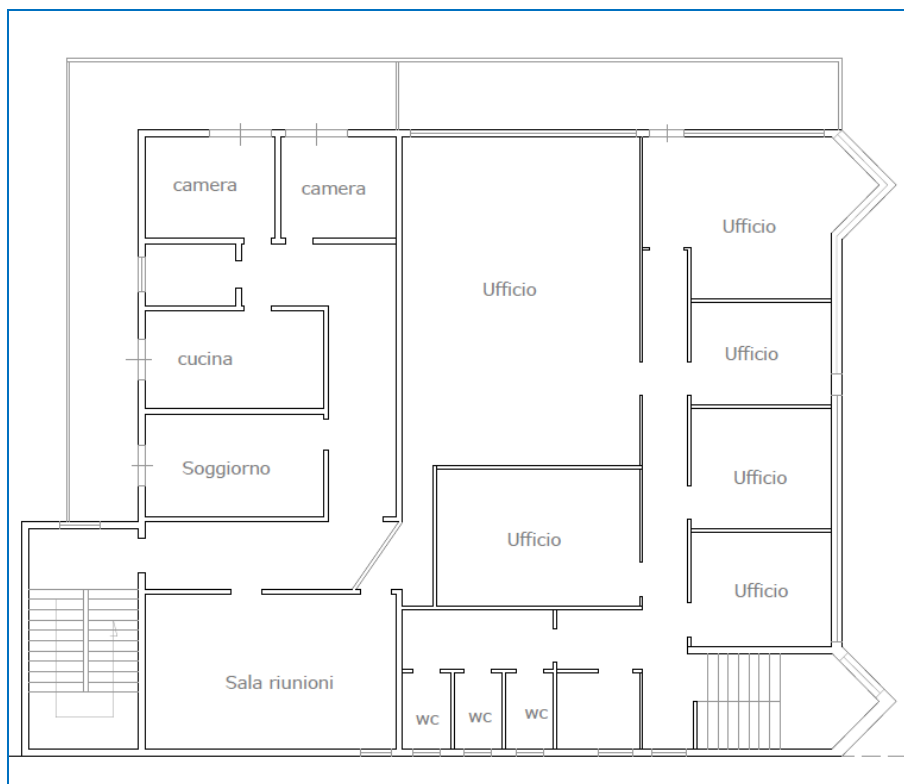 camera
camera
Ufficio
Ufficio
cucina
Ufficio
Soggiorno
Ufficio
Ufficio
Ufficio
Sala riunioni
wc
wc
wc